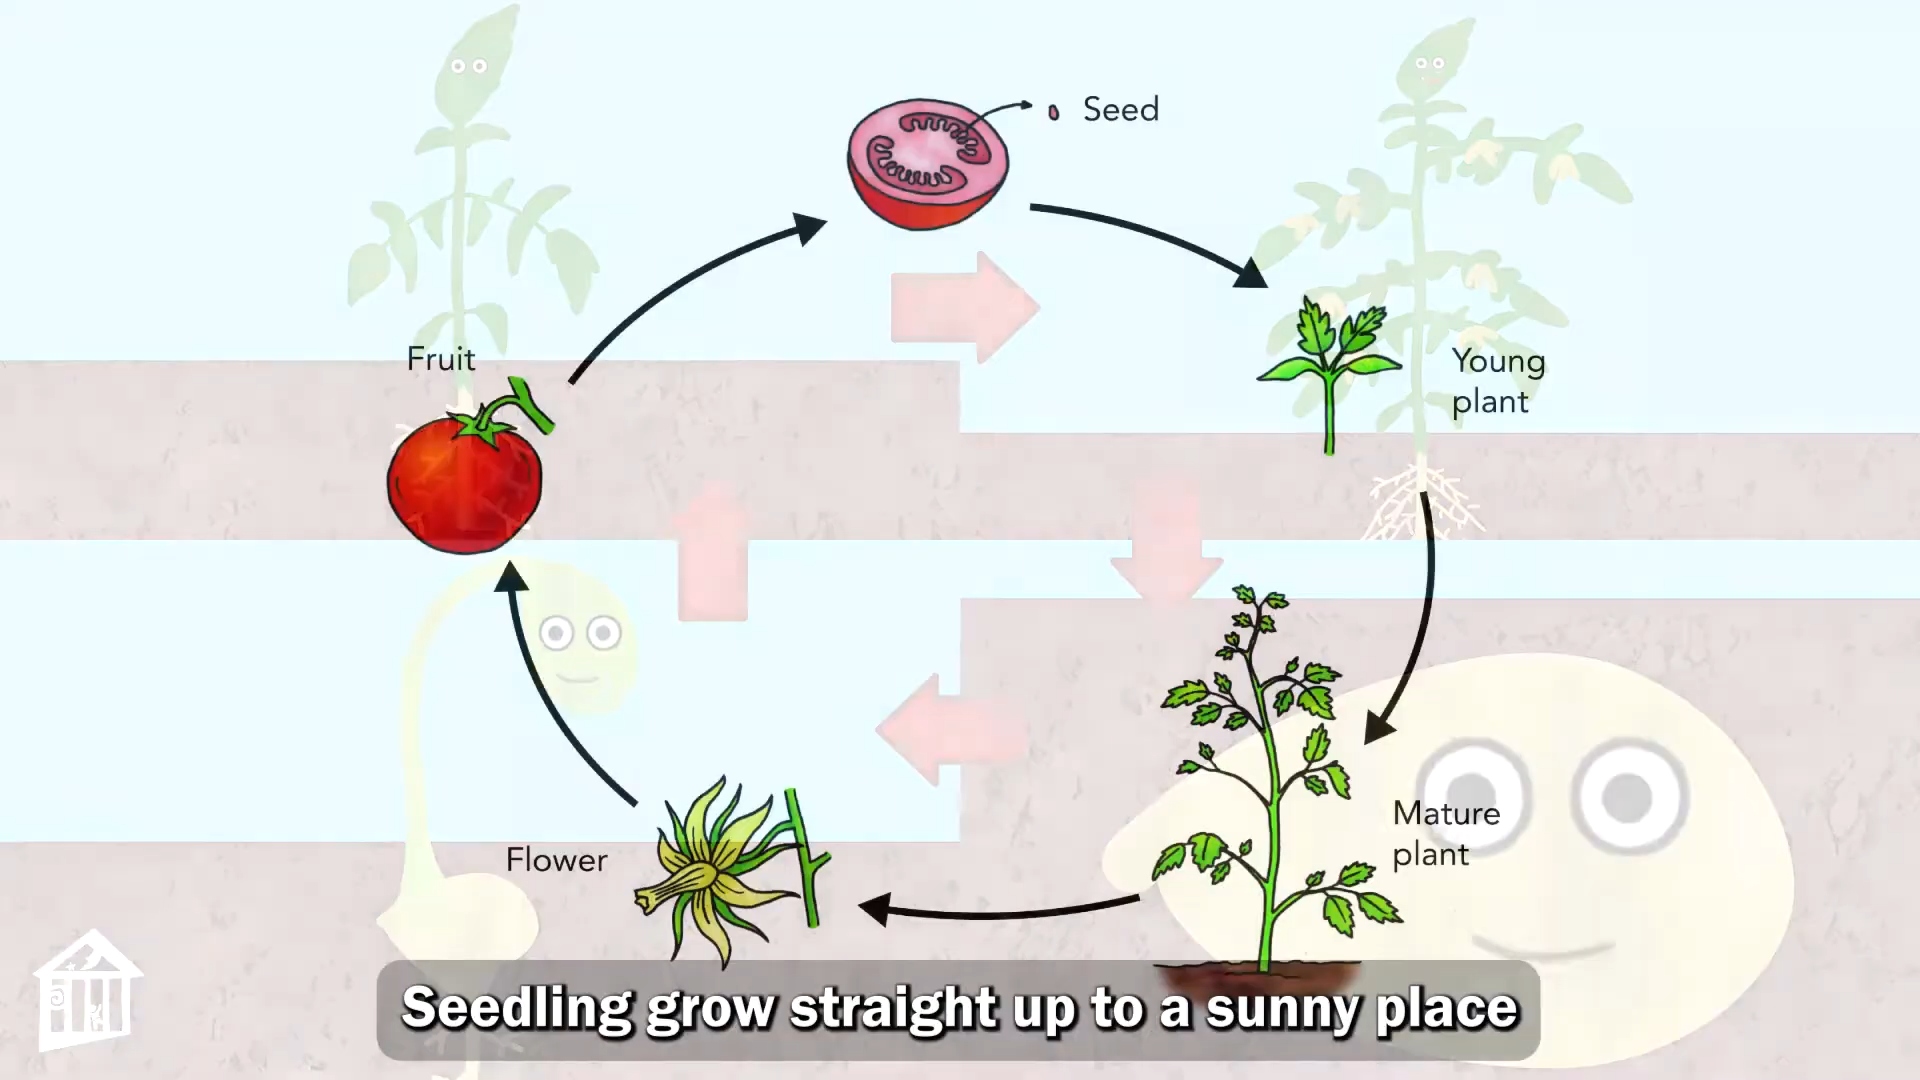 Seed
Fruit
Young
plant
Mature
plant
Flower
Seedling grow straight up to a sunny place